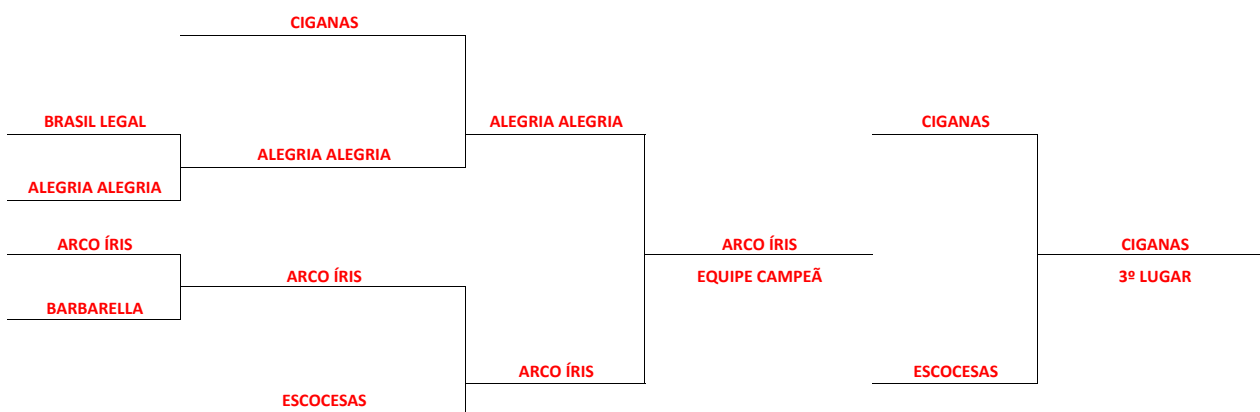 CIGANAS
BRASIL LEGAL
ALEGRIA ALEGRIA
CIGANAS
ALEGRIA ALEGRIA
ALEGRIA ALEGRIA
ARCO ÍRIS
ARCO ÍRIS
CIGANAS
ARCO ÍRIS
EQUIPE CAMPEÃ
3º LUGAR
BARBARELLA
ARCO ÍRIS
ESCOCESAS
ESCOCESAS